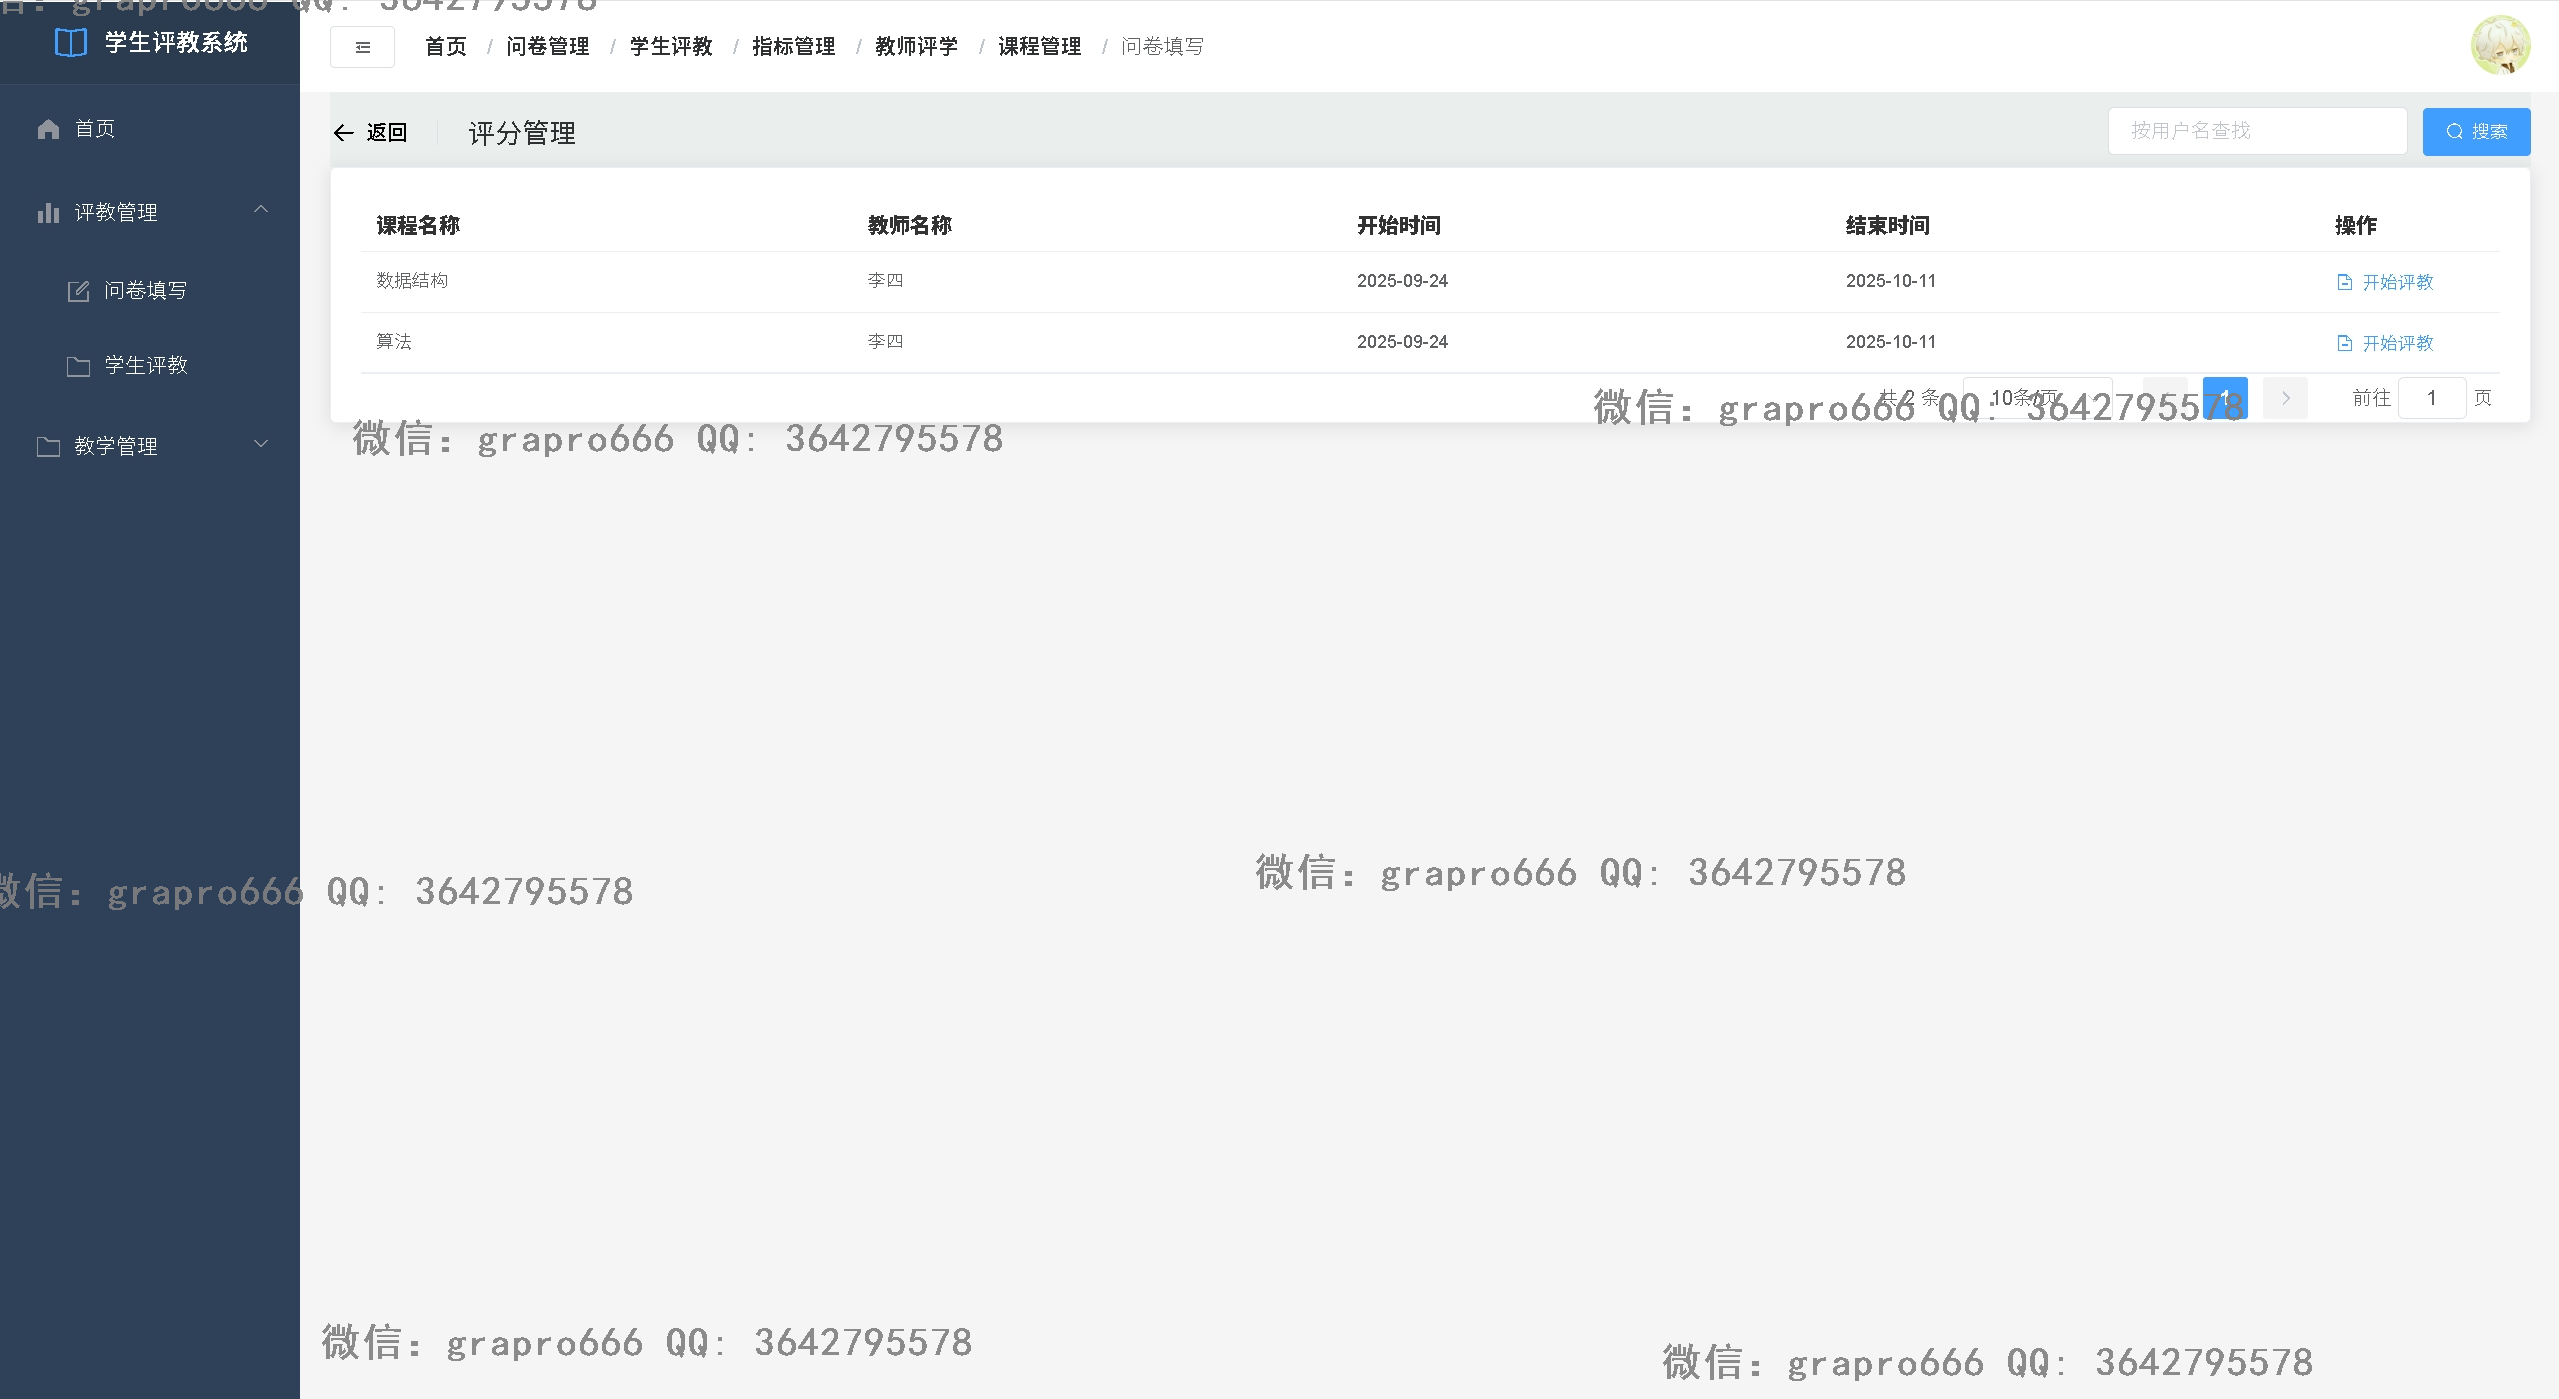 微信: grapro666 QQ: 3642795578
学生评教系统
首页 / 问卷管理 / 学生评教 / 指标管理 / 教师评学 / 课程管理 / 问卷填写
首页
评教管理
问卷填写
学生评教
教学管理
返回 评分管理 按用户名查找 搜索
课程名称 教师名称 开始时间 结束时间 操作
数据结构 李四 2025-09-24 2025-10-11 开始评教
算法 李四 2025-09-24 2025-10-11 开始评教
共 2 条 10条/页 1 前往 1 页
微信: grapro666 QQ: 3642795578
微信: grapro666 QQ: 3642795578
微信: grapro666 QQ: 3642795578
微信: grapro666 QQ: 3642795578
微信: grapro666 QQ: 3642795578
微信: grapro666 QQ: 3642795578